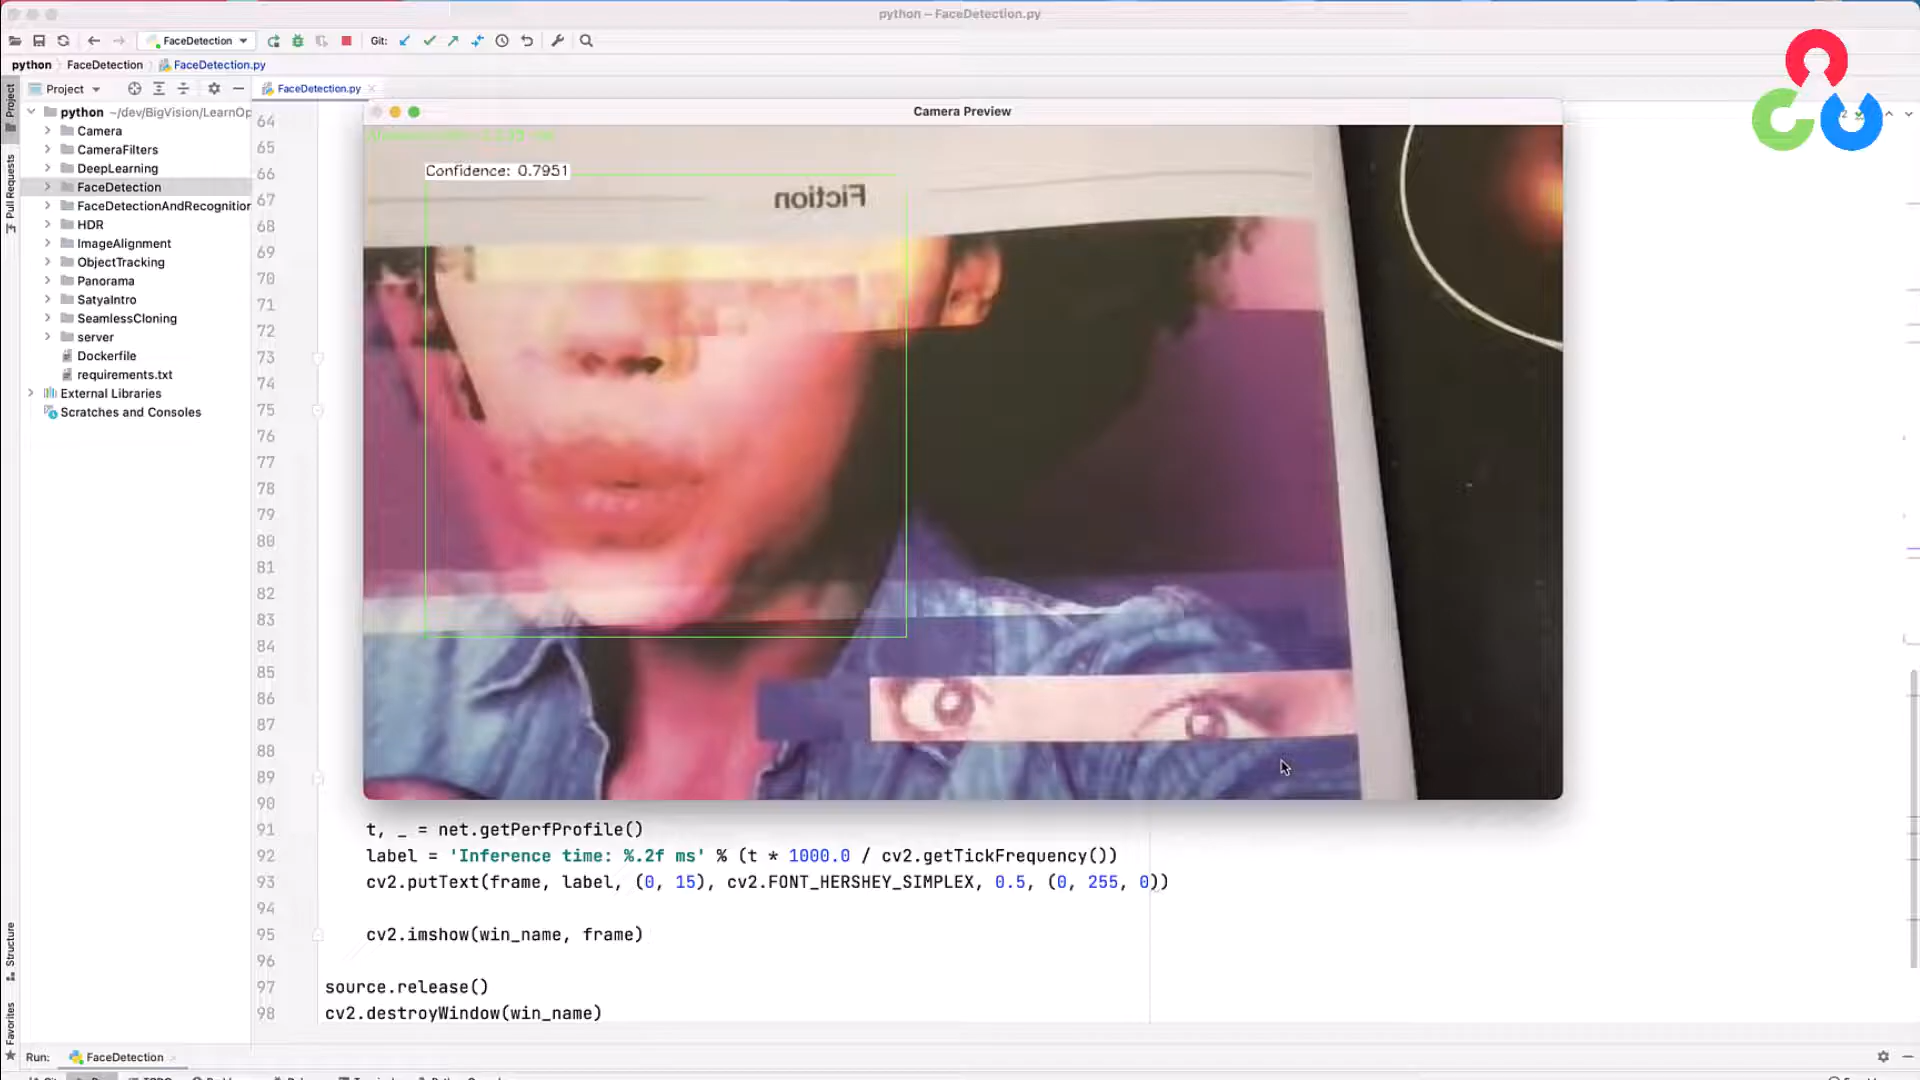 python – FaceDetection.py
FaceDetection
Git:
python
FaceDetection
FaceDetection.py
Project
FaceDetection.py
Project
Pull Requests
Structure
Favorites
python ~/dev/BigVision/LearnOp
Camera
CameraFilters
DeepLearning
FaceDetection
FaceDetectionAndRecognition
HDR
ImageAlignment
ObjectTracking
Panorama
SatyaIntro
SeamlessCloning
server
Dockerfile
requirements.txt
External Libraries
Scratches and Consoles
Camera Preview
Confidence: 0.7951
Fiction
64
65
66
67
68
69
70
71
72
73
74
75
76
77
78
79
80
81
82
83
84
85
86
87
88
89
90
91 t, _ = net.getPerfProfile()
92 label = 'Inference time: %.2f ms' % (t * 1000.0 / cv2.getTickFrequency())
93 cv2.putText(frame, label, (0, 15), cv2.FONT_HERSHEY_SIMPLEX, 0.5, (0, 255, 0))
94
95 cv2.imshow(win_name, frame)
96
97 source.release()
98 cv2.destroyWindow(win_name)
Run:
FaceDetection